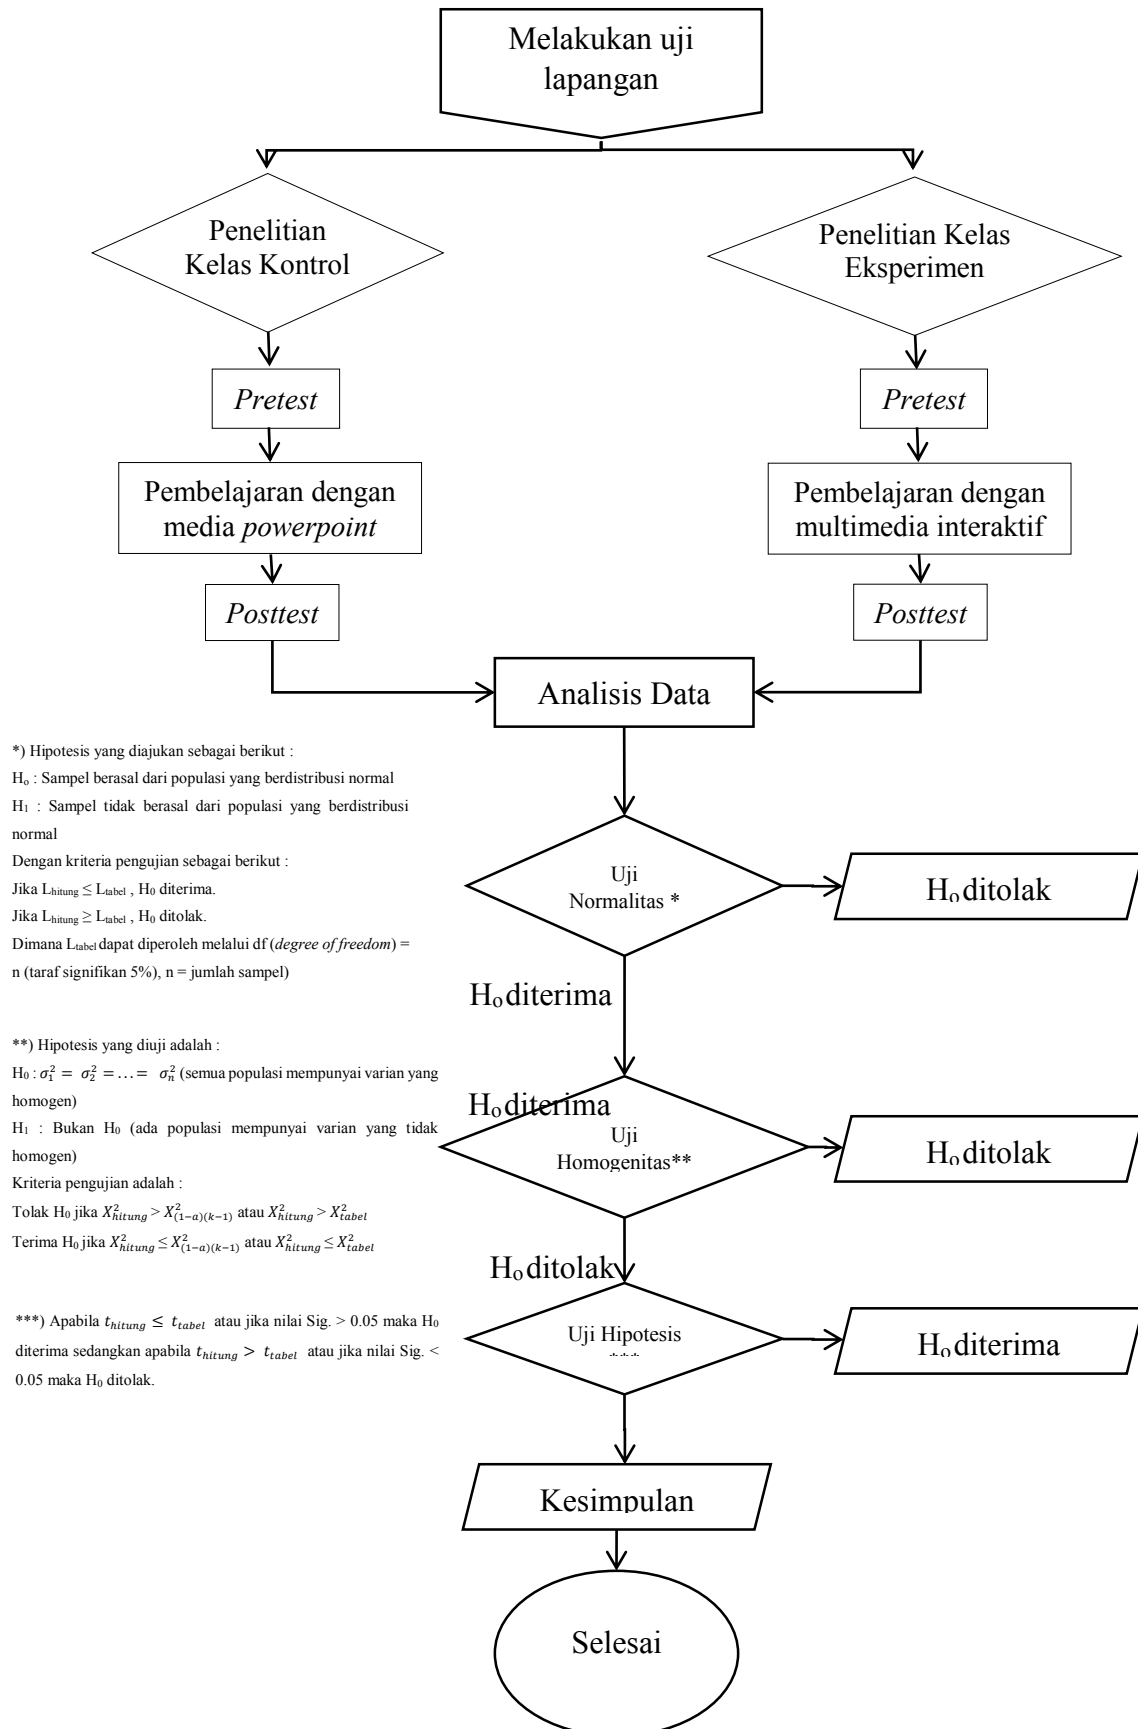 Melakukan uji
lapangan
Penelitian
Kelas Kontrol
Penelitian Kelas
Eksperimen
Pretest
Pretest
Pembelajaran dengan
media powerpoint
Pembelajaran dengan
multimedia interaktif
Posttest
Posttest
Analisis Data
*) Hipotesis yang diajukan sebagai berikut :
Hₒ : Sampel berasal dari populasi yang berdistribusi normal
H₁ : Sampel tidak berasal dari populasi yang berdistribusi
normal
Dengan kriteria pengujian sebagai berikut :
Jika Lhitung ≤ Ltabel , H₀ diterima.
Jika Lhitung ≥ Ltabel , H₀ ditolak.
Dimana Ltabel dapat diperoleh melalui df (degree of freedom) =
n (taraf signifikan 5%), n = jumlah sampel)
Uji
Normalitas *
Hₒ ditolak
Hₒ diterima
**) Hipotesis yang diuji adalah :
H₀ : σ₁² = σ₂² = …= σₙ² (semua populasi mempunyai varian yang
homogen)
H₁ : Bukan H₀ (ada populasi mempunyai varian yang tidak
homogen)
Kriteria pengujian adalah :
Tolak H₀ jika X²hitung > X²(1−a)(k−1) atau X²hitung > X²tabel
Terima H₀ jika X²hitung ≤ X²(1−a)(k−1) atau X²hitung ≤ X²tabel
Hₒ diterima
Uji
Homogenitas**
Hₒ ditolak
Hₒ ditolak
***) Apabila thitung ≤ ttabel atau jika nilai Sig. > 0.05 maka H₀
diterima sedangkan apabila thitung > ttabel atau jika nilai Sig. <
0.05 maka H₀ ditolak.
Uji Hipotesis
***
Hₒ diterima
Kesimpulan
Selesai